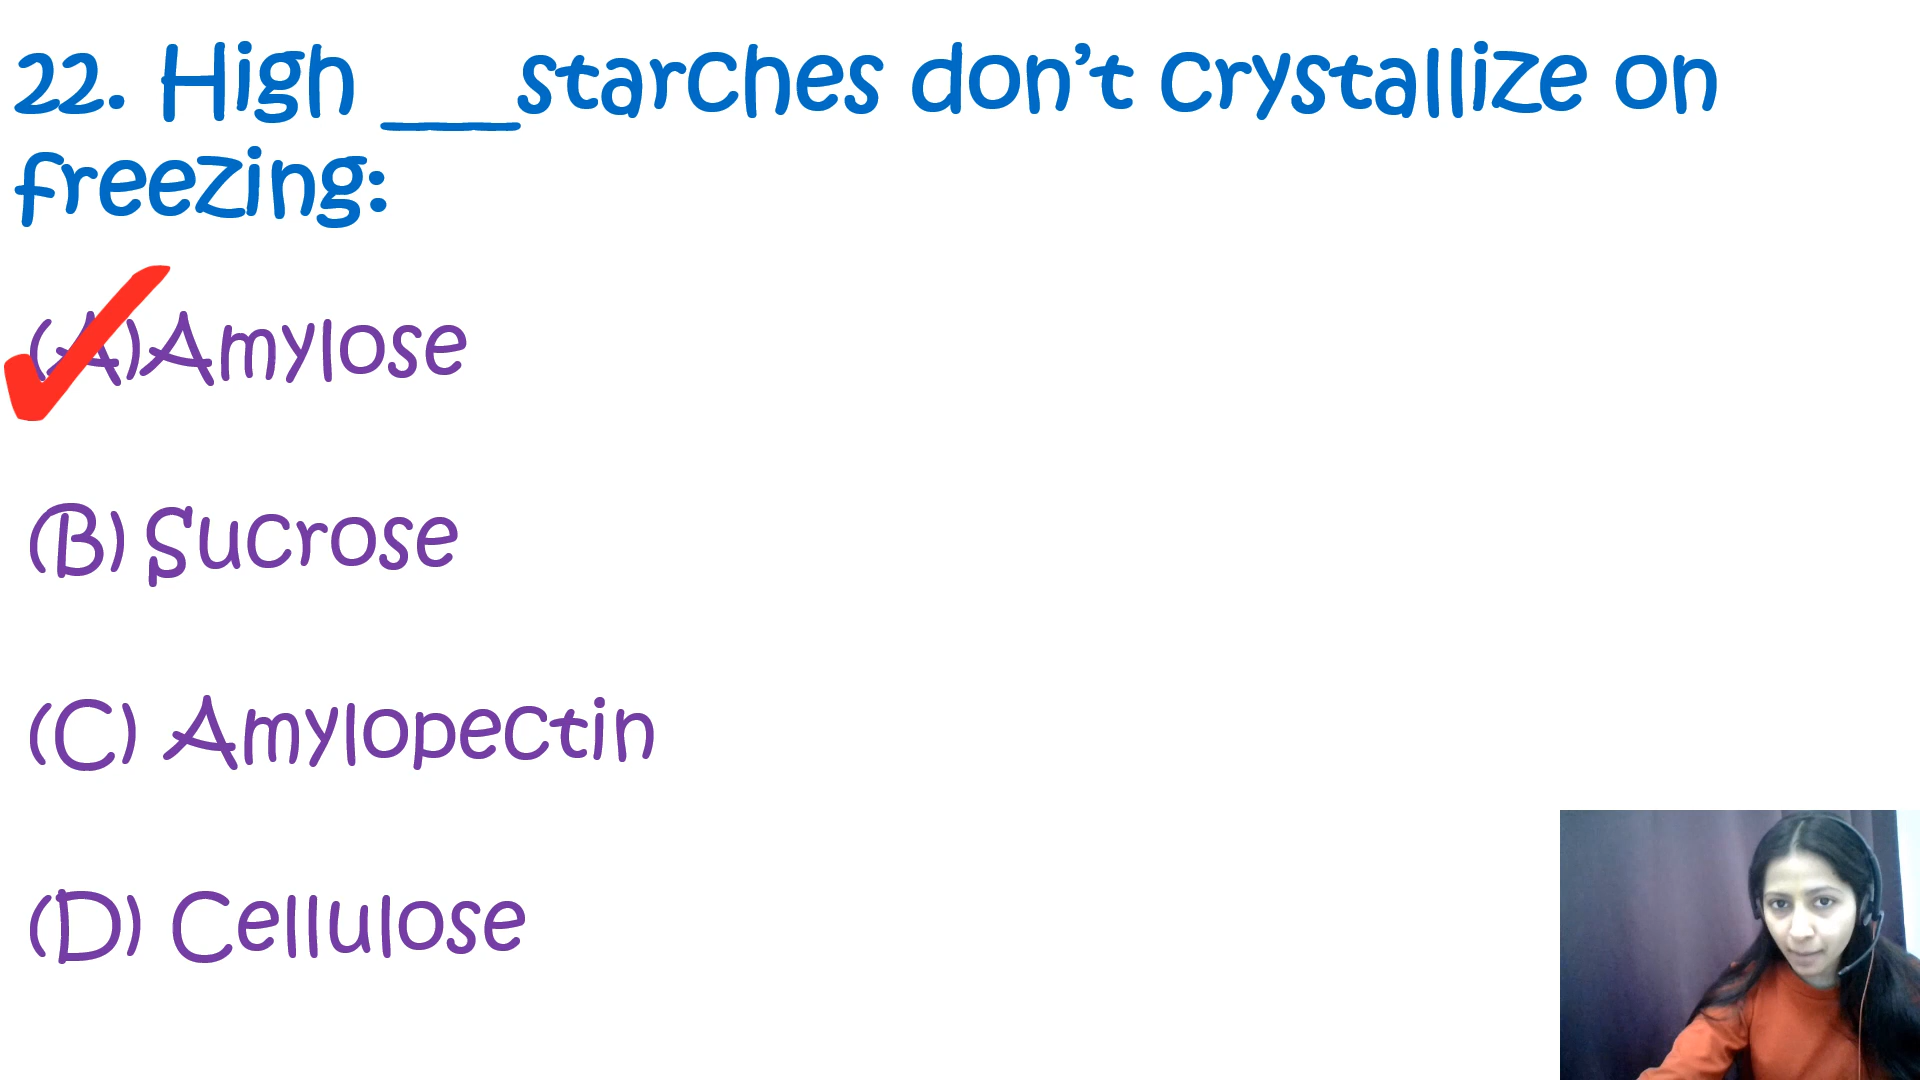 22. High ___starches don’t crystallize on
freezing:
(A)Amylose
(B) Sucrose
(C) Amylopectin
(D) Cellulose